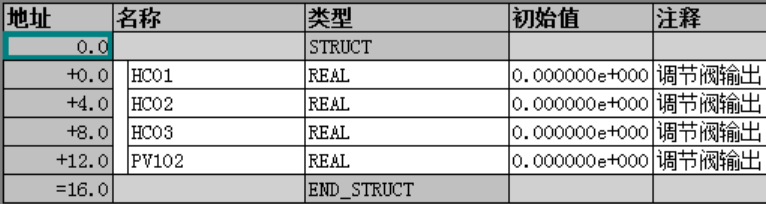 地址 名称 类型 初始值 注释
0.0 STRUCT
+0.0 HC01 REAL 0.000000e+000 调节阀输出
+4.0 HC02 REAL 0.000000e+000 调节阀输出
+8.0 HC03 REAL 0.000000e+000 调节阀输出
+12.0 PV102 REAL 0.000000e+000 调节阀输出
=16.0 END_STRUCT